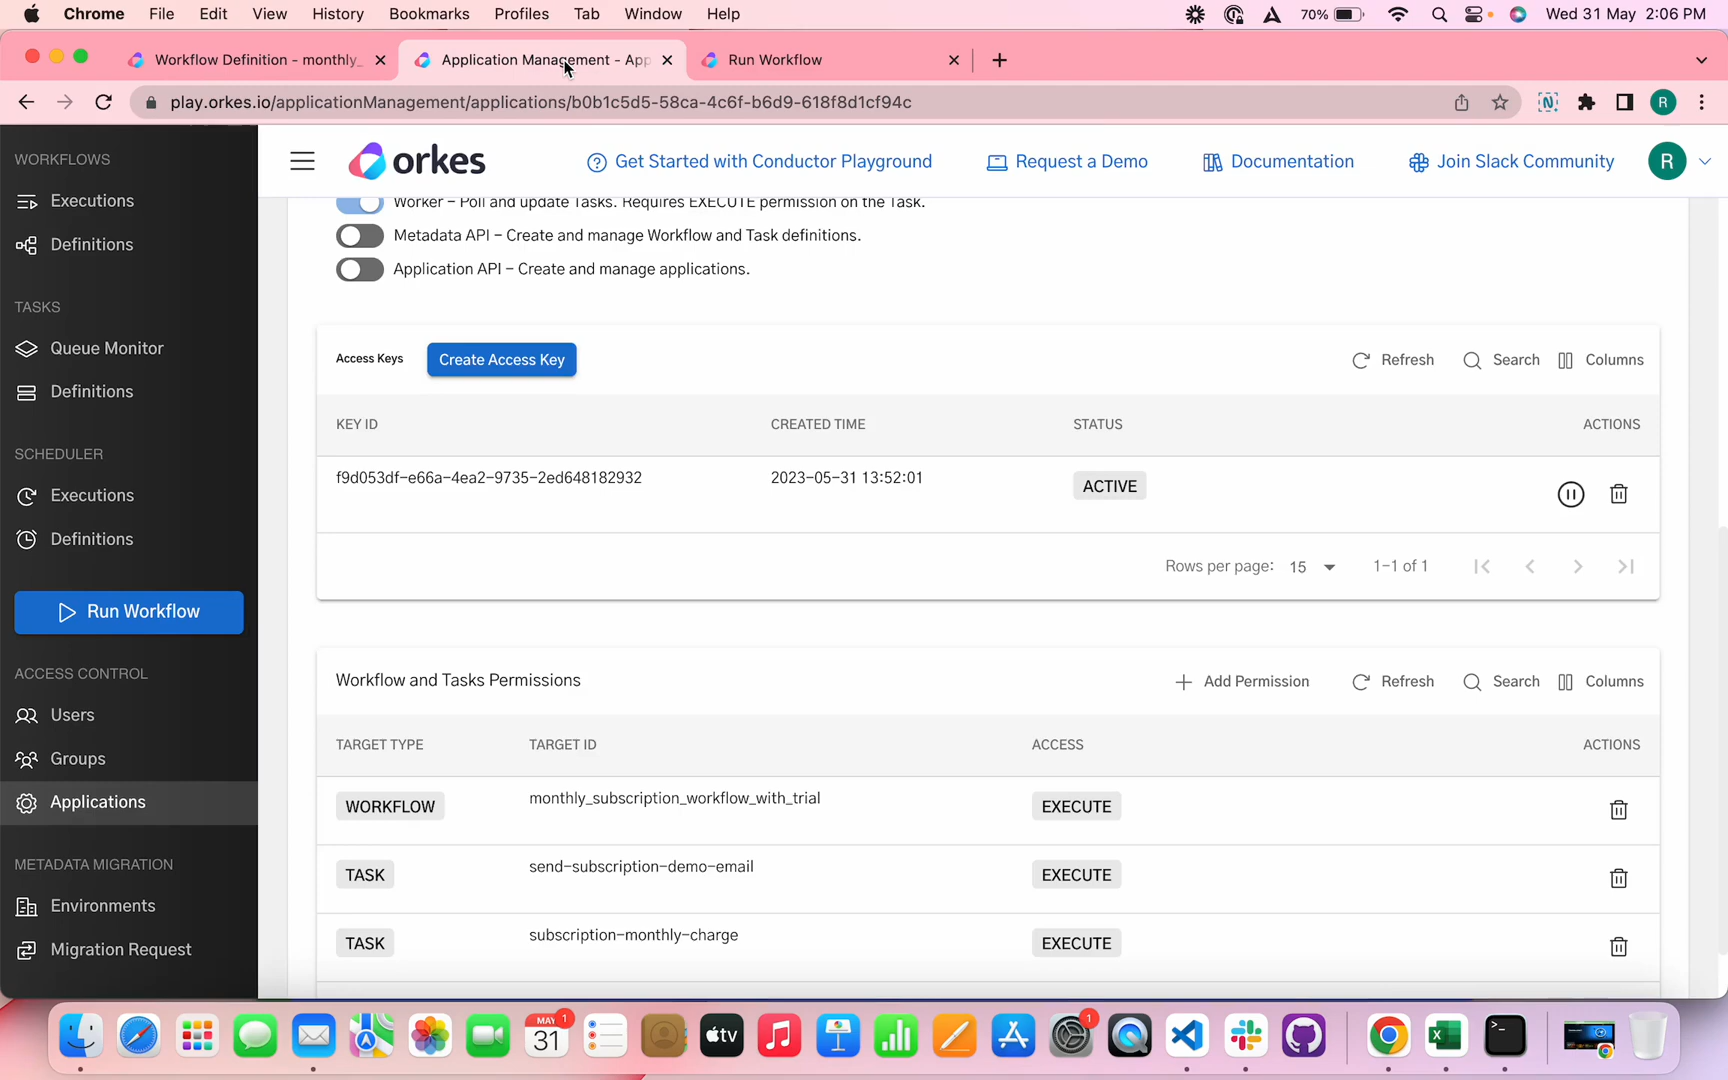 Chrome File Edit View History Bookmarks Profiles Tab Window Help 70% Wed 31 May 2:06 PM
Workflow Definition - monthly_ Application Management - App Run Workflow
play.orkes.io/applicationManagement/applications/b0b1c5d5-58ca-4c6f-b6d9-618f8d1cf94c R
WORKFLOWS
Executions
Definitions
TASKS
Queue Monitor
Definitions
SCHEDULER
Executions
Definitions
Run Workflow
ACCESS CONTROL
Users
Groups
Applications
METADATA MIGRATION
Environments
Migration Request
orkes Get Started with Conductor Playground Request a Demo Documentation Join Slack Community R
Worker – Poll and update Tasks. Requires EXECUTE permission on the Task.
Metadata API – Create and manage Workflow and Task definitions.
Application API – Create and manage applications.
Access Keys Create Access Key Refresh Search Columns
KEY ID CREATED TIME STATUS ACTIONS
f9d053df-e66a-4ea2-9735-2ed648182932 2023-05-31 13:52:01 ACTIVE
Rows per page: 15 1-1 of 1
Workflow and Tasks Permissions Add Permission Refresh Search Columns
TARGET TYPE TARGET ID ACCESS ACTIONS
WORKFLOW monthly_subscription_workflow_with_trial EXECUTE
TASK send-subscription-demo-email EXECUTE
TASK subscription-monthly-charge EXECUTE
MAY 1
31
tv
1